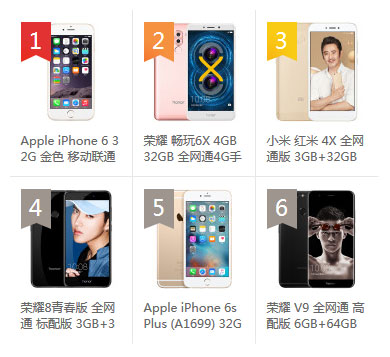 1
2
3
Apple iPhone 6 3
2G 金色 移动联通
荣耀 畅玩6X 4GB
32GB 全网通4G手
小米 红米 4X 全网
通版 3GB+32GB
4
5
6
荣耀8青春版 全网
通 标配版 3GB+3
Apple iPhone 6s
Plus (A1699) 32G
荣耀 V9 全网通 高
配版 6GB+64GB